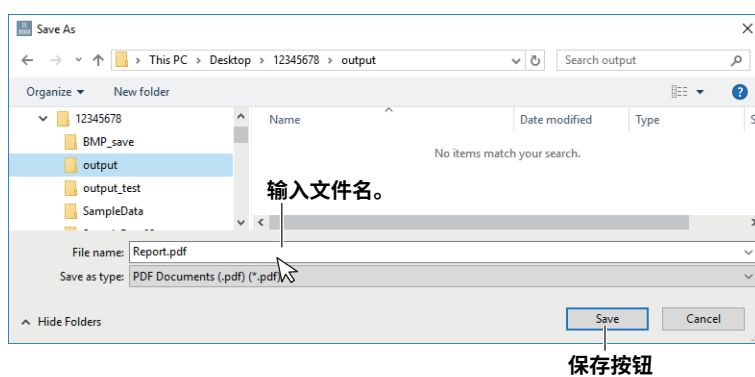 Save As
This PC > Desktop > 12345678 > output
Search output
Organize
New folder
12345678
Name
Date modified
Type
BMP_save
No items match your search.
output
output_test
输入文件名。
SampleData
File name: Report.pdf
Save as type: PDF Documents (.pdf) (*.pdf)
Hide Folders
Save
Cancel
保存按钮